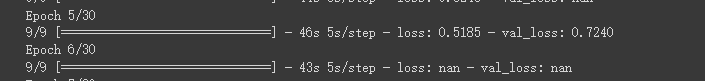 Epoch 5/30
9/9 [==============================] - 46s 5s/step - loss: 0.5185 - val_loss: 0.7240
Epoch 6/30
9/9 [==============================] - 43s 5s/step - loss: nan - val_loss: nan